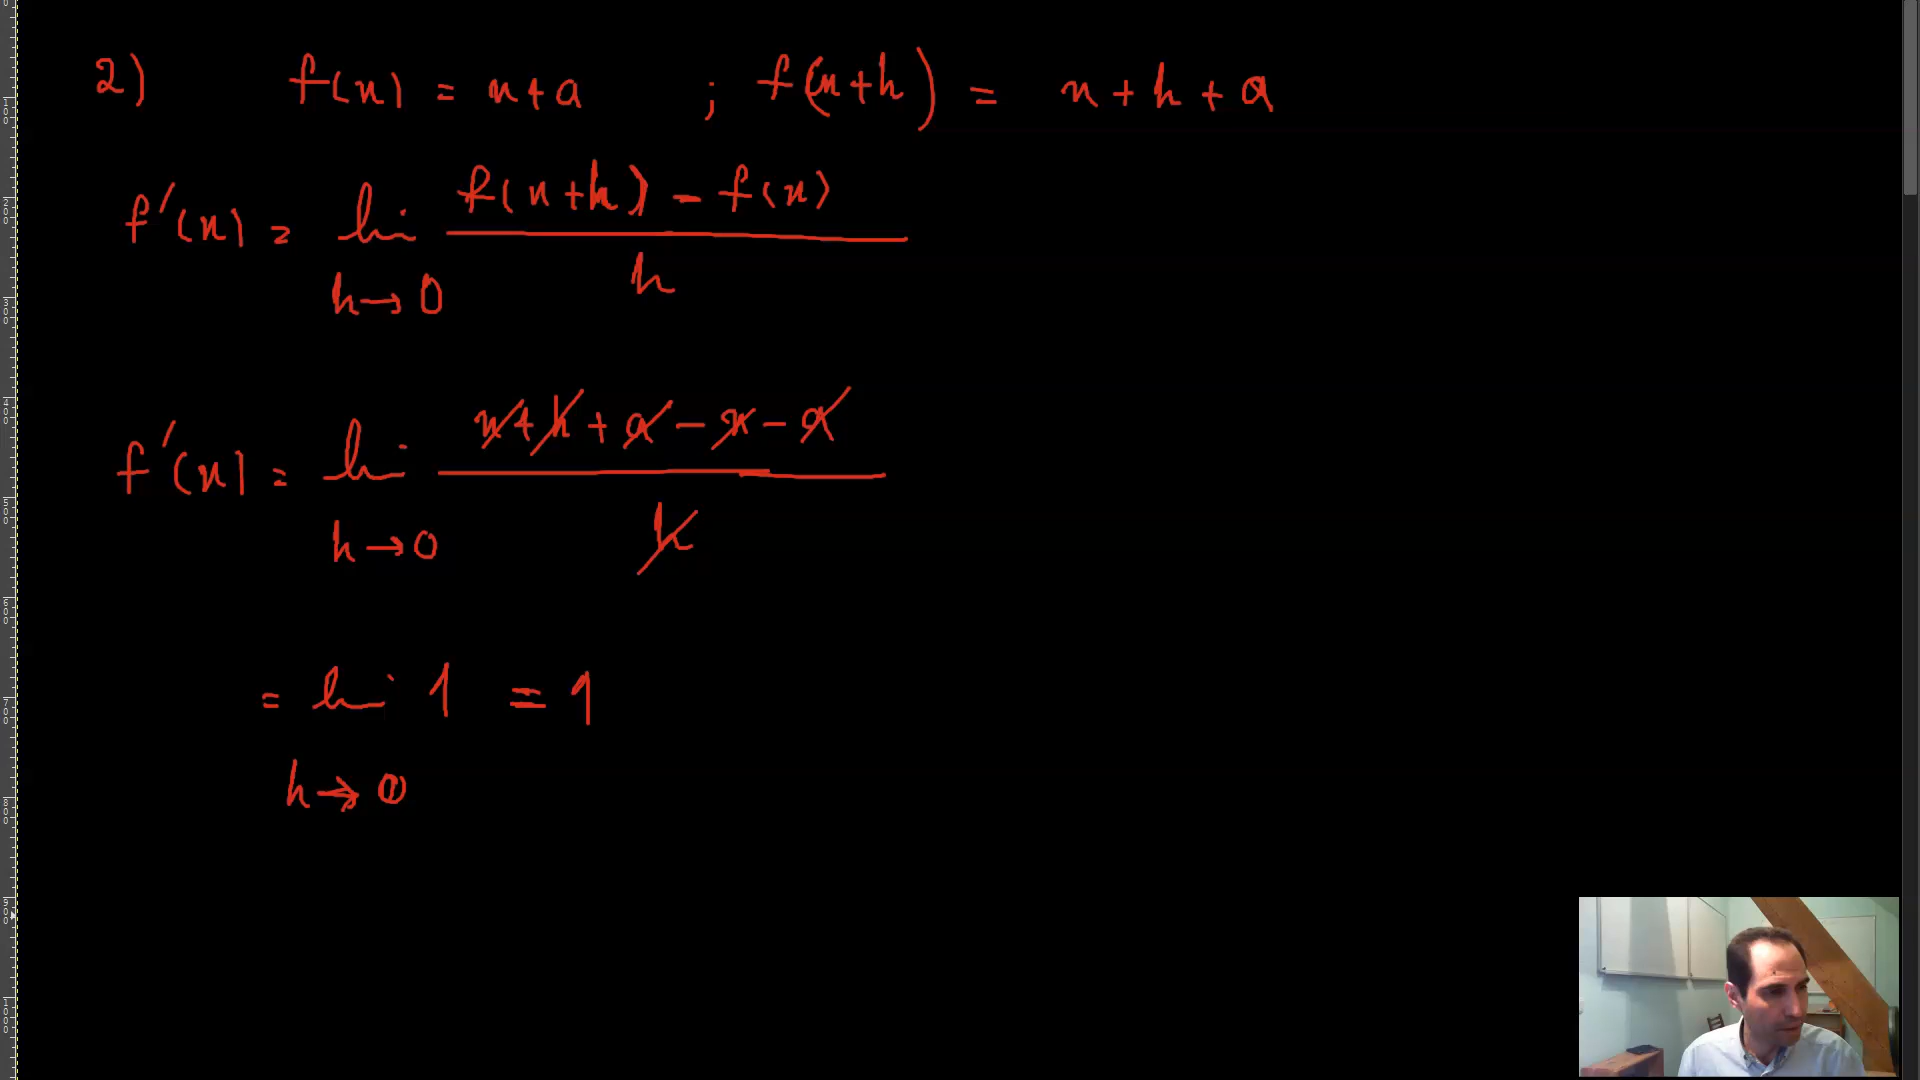 2) f(x) = x+a ; f(x+h) = x+h+a
f'(x) = lim h→0 f(x+h) - f(x) / h
f'(x) = lim h→0 x+h+a-x-a / h
= lim h→0 1 = 1